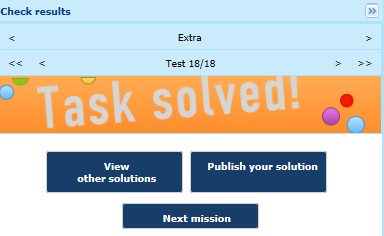 Check results »
< Extra >
<< < Test 18/18 > >>
Task solved!
View
other solutions
Publish your solution
Next mission